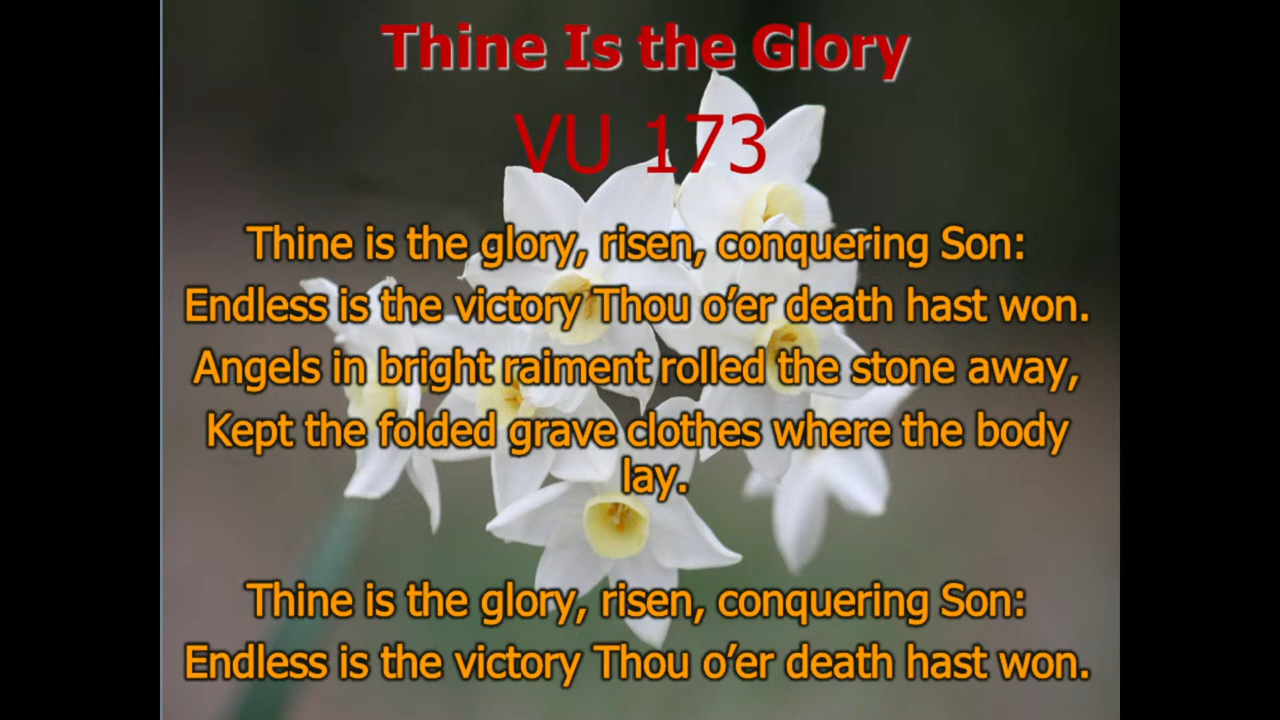 Thine Is the Glory
VU 173
Thine is the glory, risen, conquering Son:
Endless is the victory Thou o’er death hast won.
Angels in bright raiment rolled the stone away,
Kept the folded grave clothes where the body
lay.
Thine is the glory, risen, conquering Son:
Endless is the victory Thou o’er death hast won.